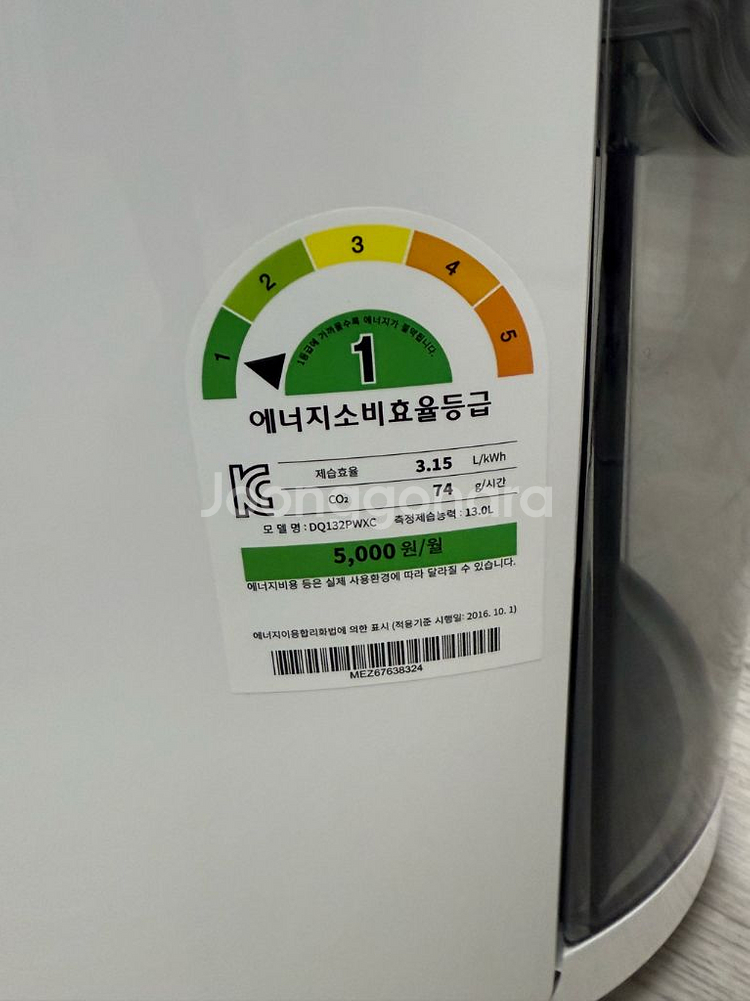 1 2 3 4 5
1등급에 가까울수록 에너지가 절약됩니다.
1
에너지소비효율등급
제습효율 3.15 L/kWh
CO₂ 74 g/시간
모 델 명 : DQ132PWXC 측정제습능력 : 13.0L
5,000 원/월
에너지비용 등은 실제 사용환경에 따라 달라질 수 있습니다.
에너지이용합리화법에 의한 표시 (적용기준 시행일: 2016. 10. 1)
MEZ67638324
Joonggonara